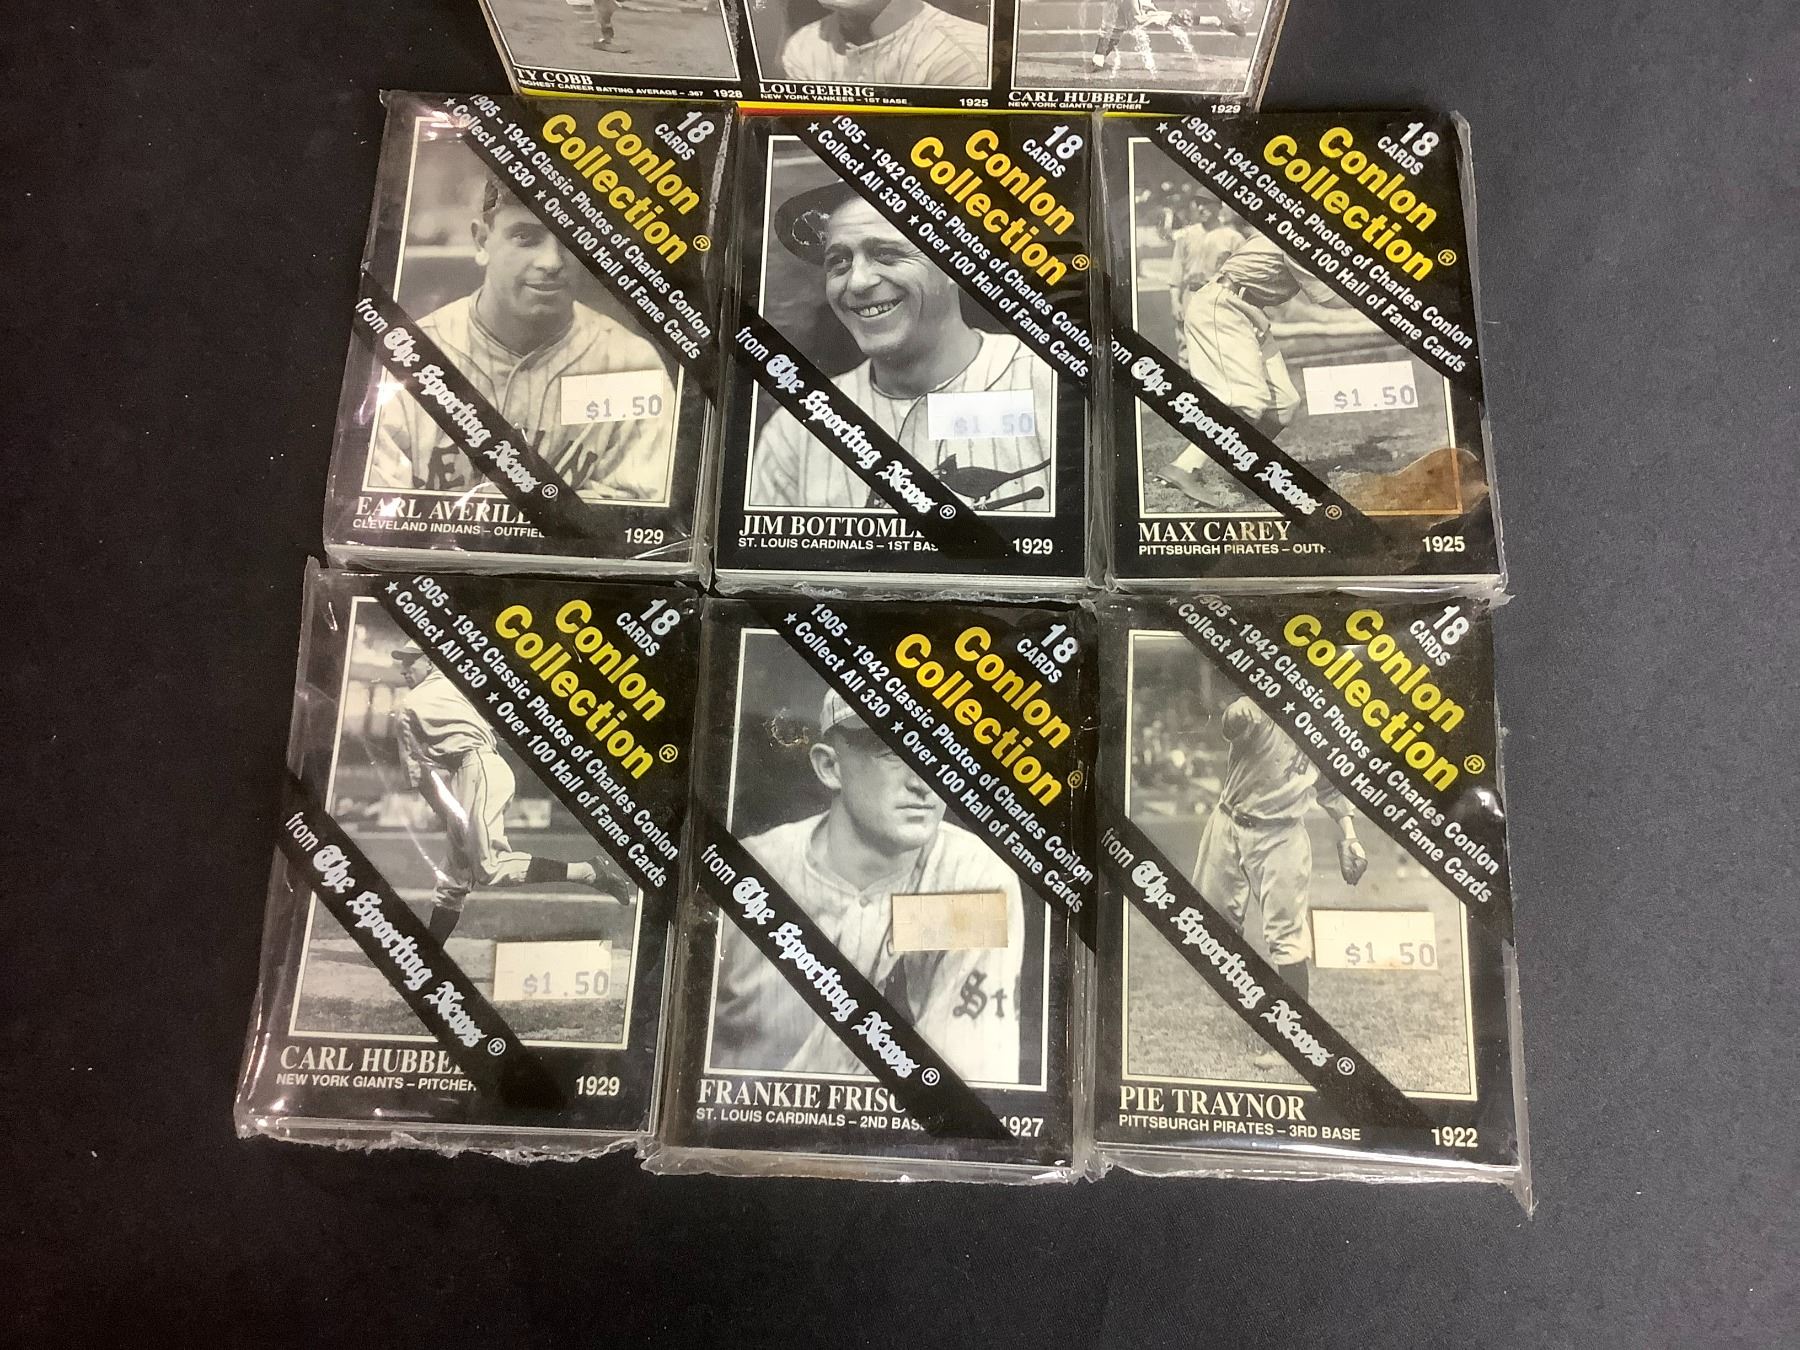 TY COBB
HIGHEST CAREER BATTING AVERAGE - .367 1928
LOU GEHRIG
NEW YORK YANKEES - 1ST BASE 1925
CARL HUBBELL
NEW YORK GIANTS - PITCHER 1929
18
CARDS
Conlon
Collection®
1905 - 1942 Classic Photos of Charles Conlon
★ Collect All 330 ★ Over 100 Hall of Fame Cards
from The Sporting News®
$1.50
EARL AVERILL
CLEVELAND INDIANS - OUTFIEL
1929
18
CARDS
Conlon
Collection®
1905 - 1942 Classic Photos of Charles Conlon
★ Collect All 330 ★ Over 100 Hall of Fame Cards
from The Sporting News®
$1.50
JIM BOTTOML
ST. LOUIS CARDINALS - 1ST BAS
1929
18
CARDS
Conlon
Collection®
1905 - 1942 Classic Photos of Charles Conlon
★ Collect All 330 ★ Over 100 Hall of Fame Cards
from The Sporting News®
$1.50
MAX CAREY
PITTSBURGH PIRATES - OUTF
1925
18
CARDS
Conlon
Collection®
1905 - 1942 Classic Photos of Charles Conlon
★ Collect All 330 ★ Over 100 Hall of Fame Cards
from The Sporting News®
$1.50
CARL HUBBEL
NEW YORK GIANTS - PITCHER
1929
18
CARDS
Conlon
Collection®
1905 - 1942 Classic Photos of Charles Conlon
★ Collect All 330 ★ Over 100 Hall of Fame Cards
from The Sporting News®
St
FRANKIE FRISC
ST. LOUIS CARDINALS - 2ND BAS
1927
18
CARDS
Conlon
Collection®
1905 - 1942 Classic Photos of Charles Conlon
★ Collect All 330 ★ Over 100 Hall of Fame Cards
from The Sporting News®
$1.50
PIE TRAYNOR
PITTSBURGH PIRATES - 3RD BASE
1922